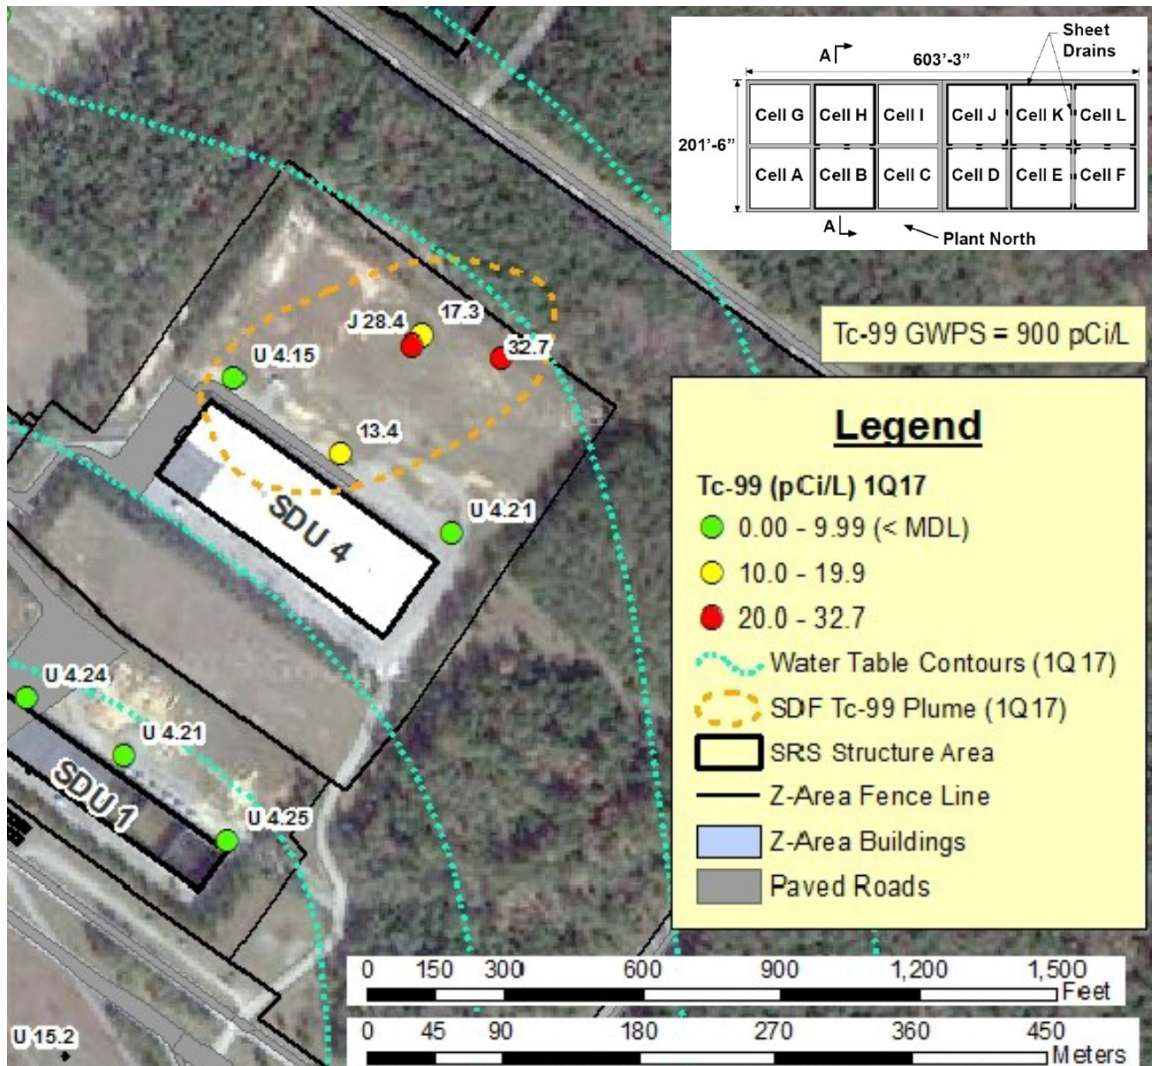 A
603'-3"
Sheet
Drains
Cell G
Cell H
Cell I
Cell J
Cell K
Cell L
201'-6"
Cell A
Cell B
Cell C
Cell D
Cell E
Cell F
A
Plant North
17.3
J 28.4
32.7
U 4.15
13.4
U 4.21
SDU 4
Tc-99 GWPS = 900 pCi/L
Legend
Tc-99 (pCi/L) 1Q17
0.00 - 9.99 (< MDL)
10.0 - 19.9
20.0 - 32.7
Water Table Contours (1Q17)
SDF Tc-99 Plume (1Q17)
SRS Structure Area
Z-Area Fence Line
Z-Area Buildings
Paved Roads
U 4.24
U 4.21
SDU 1
U 4.25
U 15.2
0 150 300 600 900 1,200 1,500
Feet
0 45 90 180 270 360 450
Meters